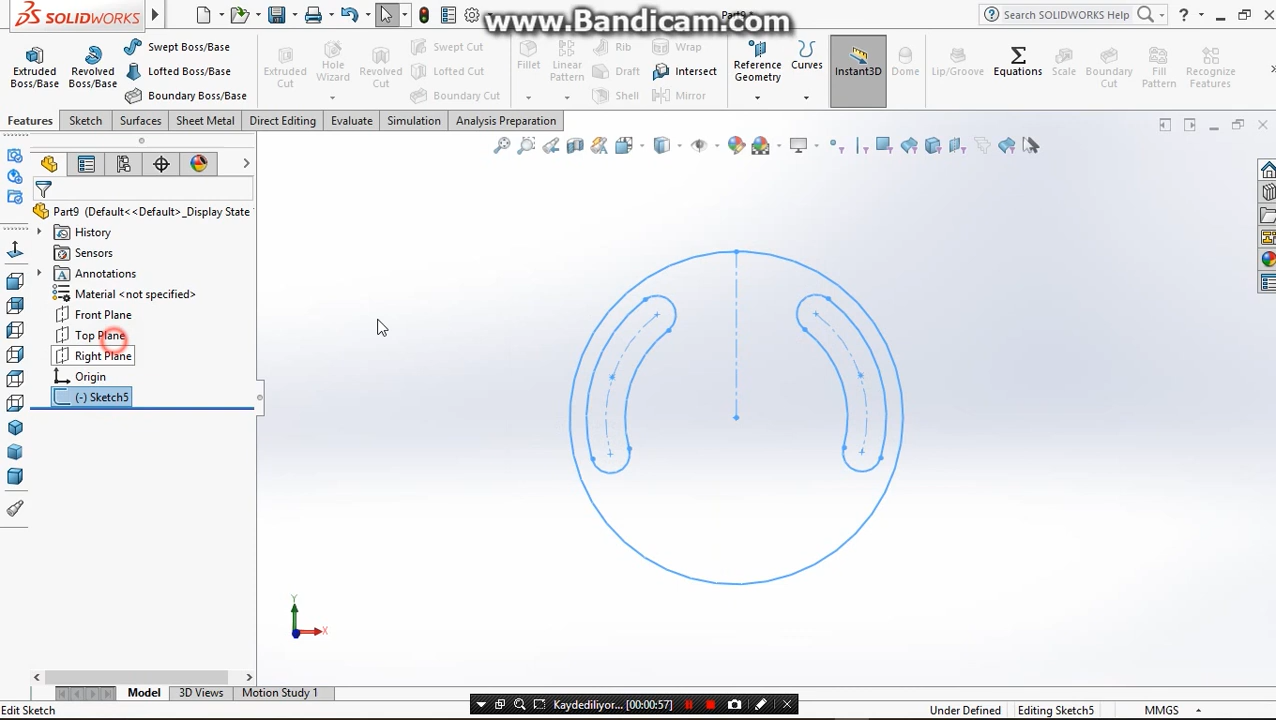 SOLIDWORKS
www.Bandicam.com
Search SOLIDWORKS Help
?
Extruded Boss/Base
Revolved Boss/Base
Swept Boss/Base
Lofted Boss/Base
Boundary Boss/Base
Extruded Cut
Hole Wizard
Revolved Cut
Swept Cut
Lofted Cut
Boundary Cut
Fillet
Linear Pattern
Rib
Draft
Shell
Wrap
Intersect
Mirror
Reference Geometry
Curves
Instant3D
Dome
Equations
Lip/Groove
Scale
Boundary Cut
Fill Pattern
Recognize Features
Features
Sketch
Surfaces
Sheet Metal
Direct Editing
Evaluate
Simulation
Analysis Preparation
Part9 (Default<<Default>_Display State
History
Sensors
Annotations
Material <not specified>
Front Plane
Top Plane
Right Plane
Origin
(-) Sketch5
Y
X
Model
3D Views
Motion Study 1
Kaydediliyor... [00:00:57]
Edit Sketch
Under Defined
Editing Sketch5
MMGS